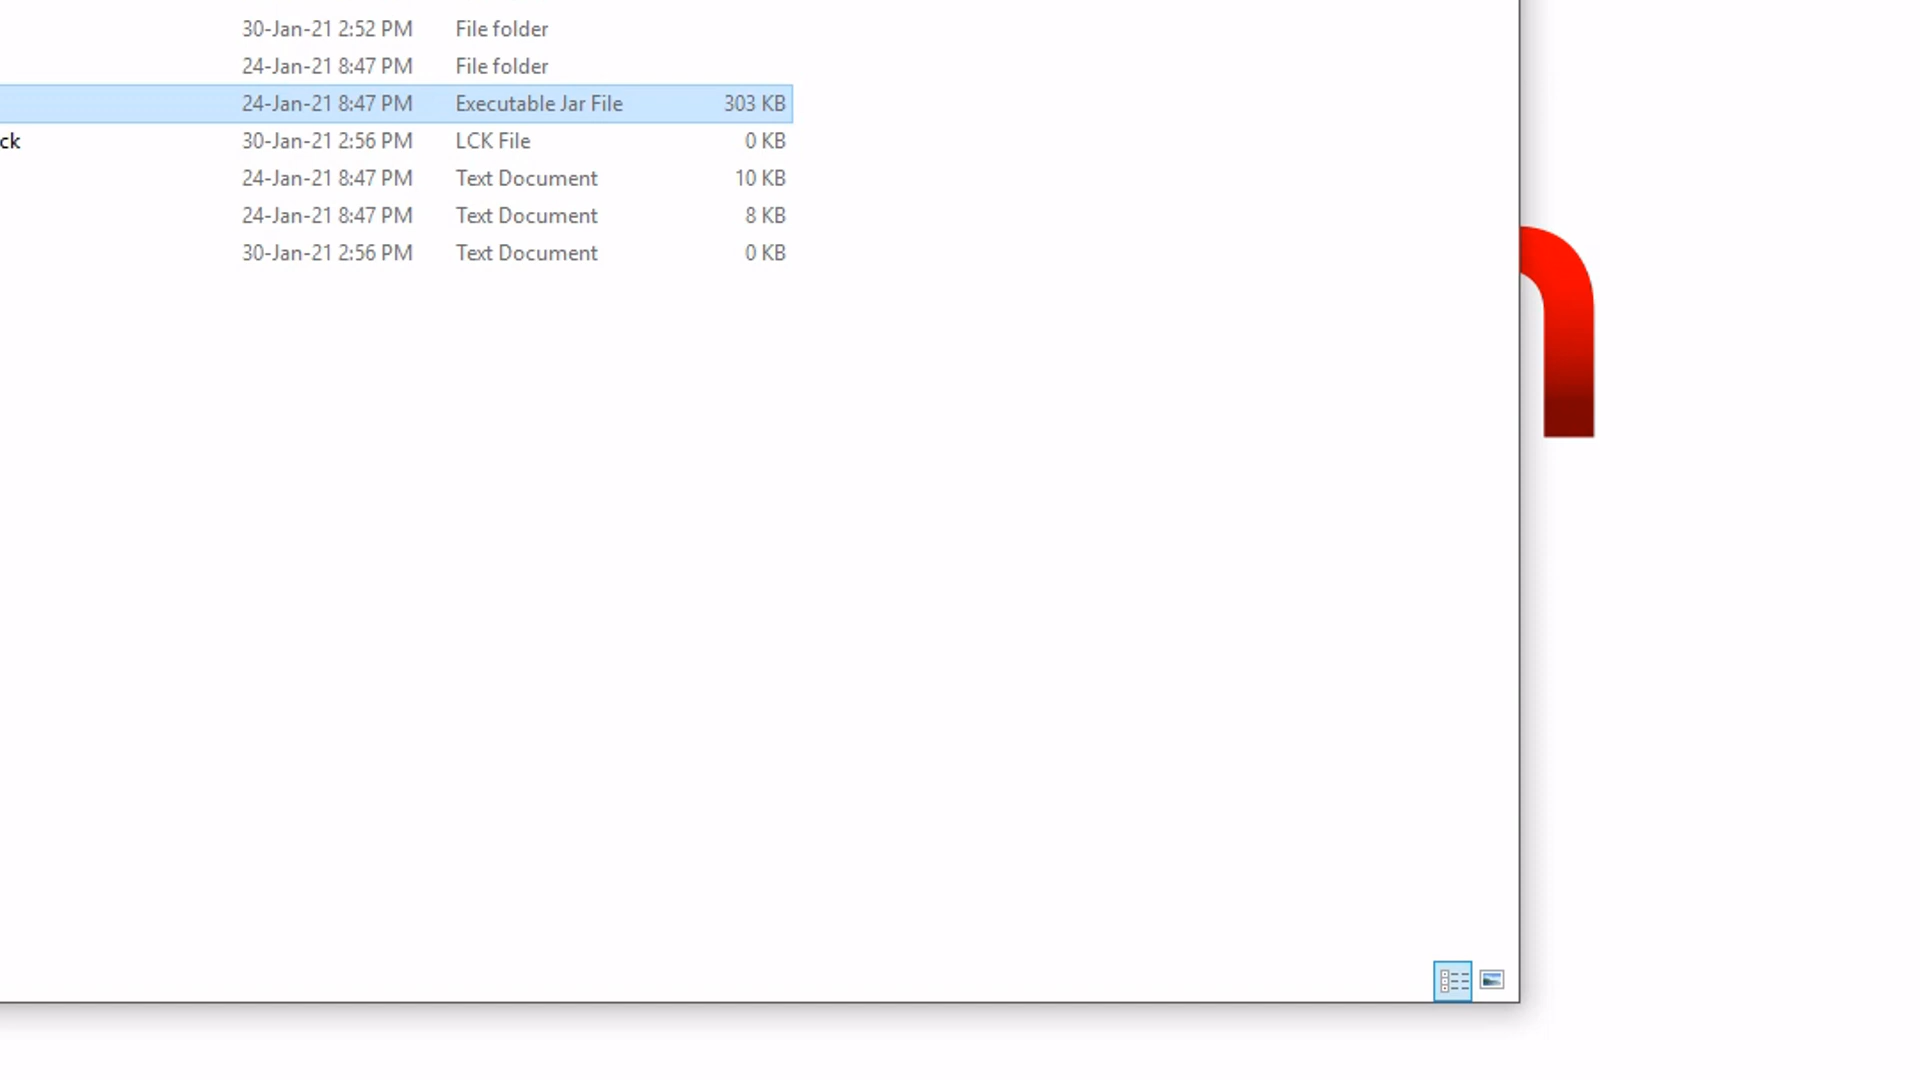 30-Jan-21 2:52 PM File folder
24-Jan-21 8:47 PM File folder
24-Jan-21 8:47 PM Executable Jar File 303 KB
ck 30-Jan-21 2:56 PM LCK File 0 KB
24-Jan-21 8:47 PM Text Document 10 KB
24-Jan-21 8:47 PM Text Document 8 KB
30-Jan-21 2:56 PM Text Document 0 KB